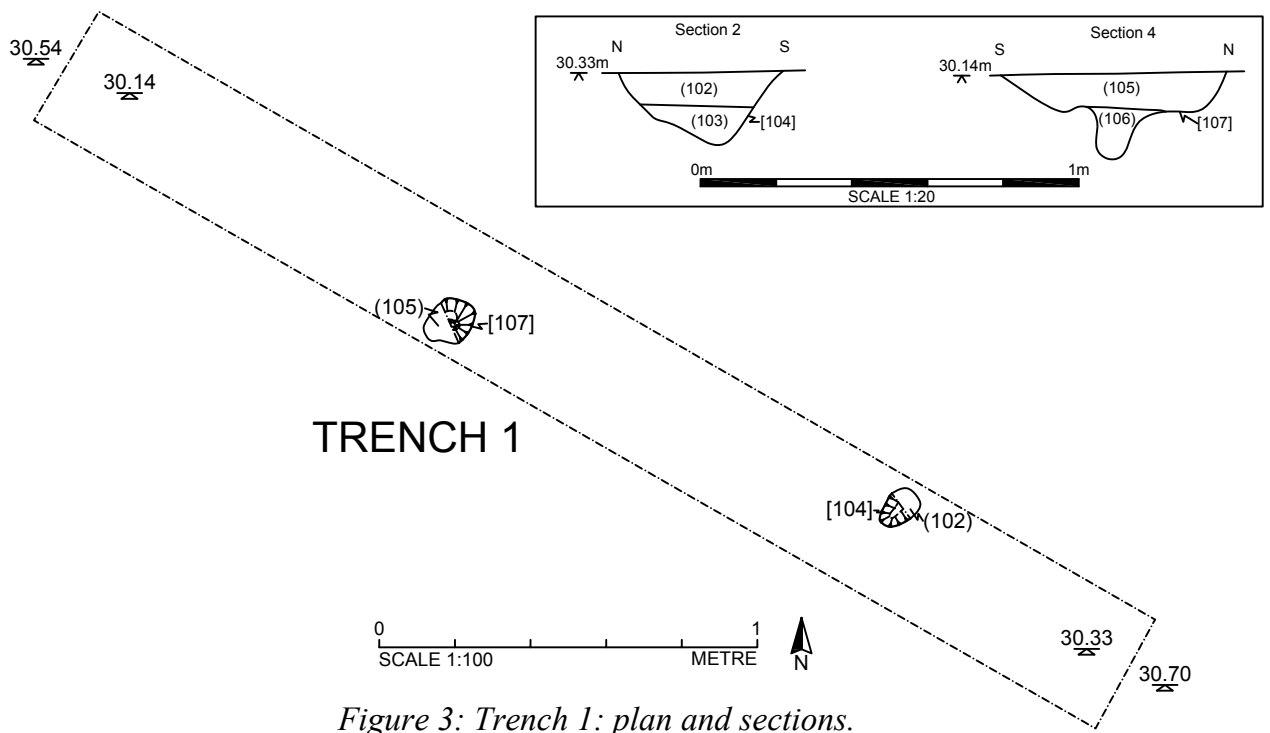 30.54
30.14
Section 2
N
S
30.33m
(102)
(103)
[104]
Section 4
S
N
30.14m
(105)
(106)
[107]
0m
1m
SCALE 1:20
(105)
[107]
TRENCH 1
[104]
(102)
0
1
SCALE 1:100
METRE
N
30.33
30.70
Figure 3: Trench 1: plan and sections.